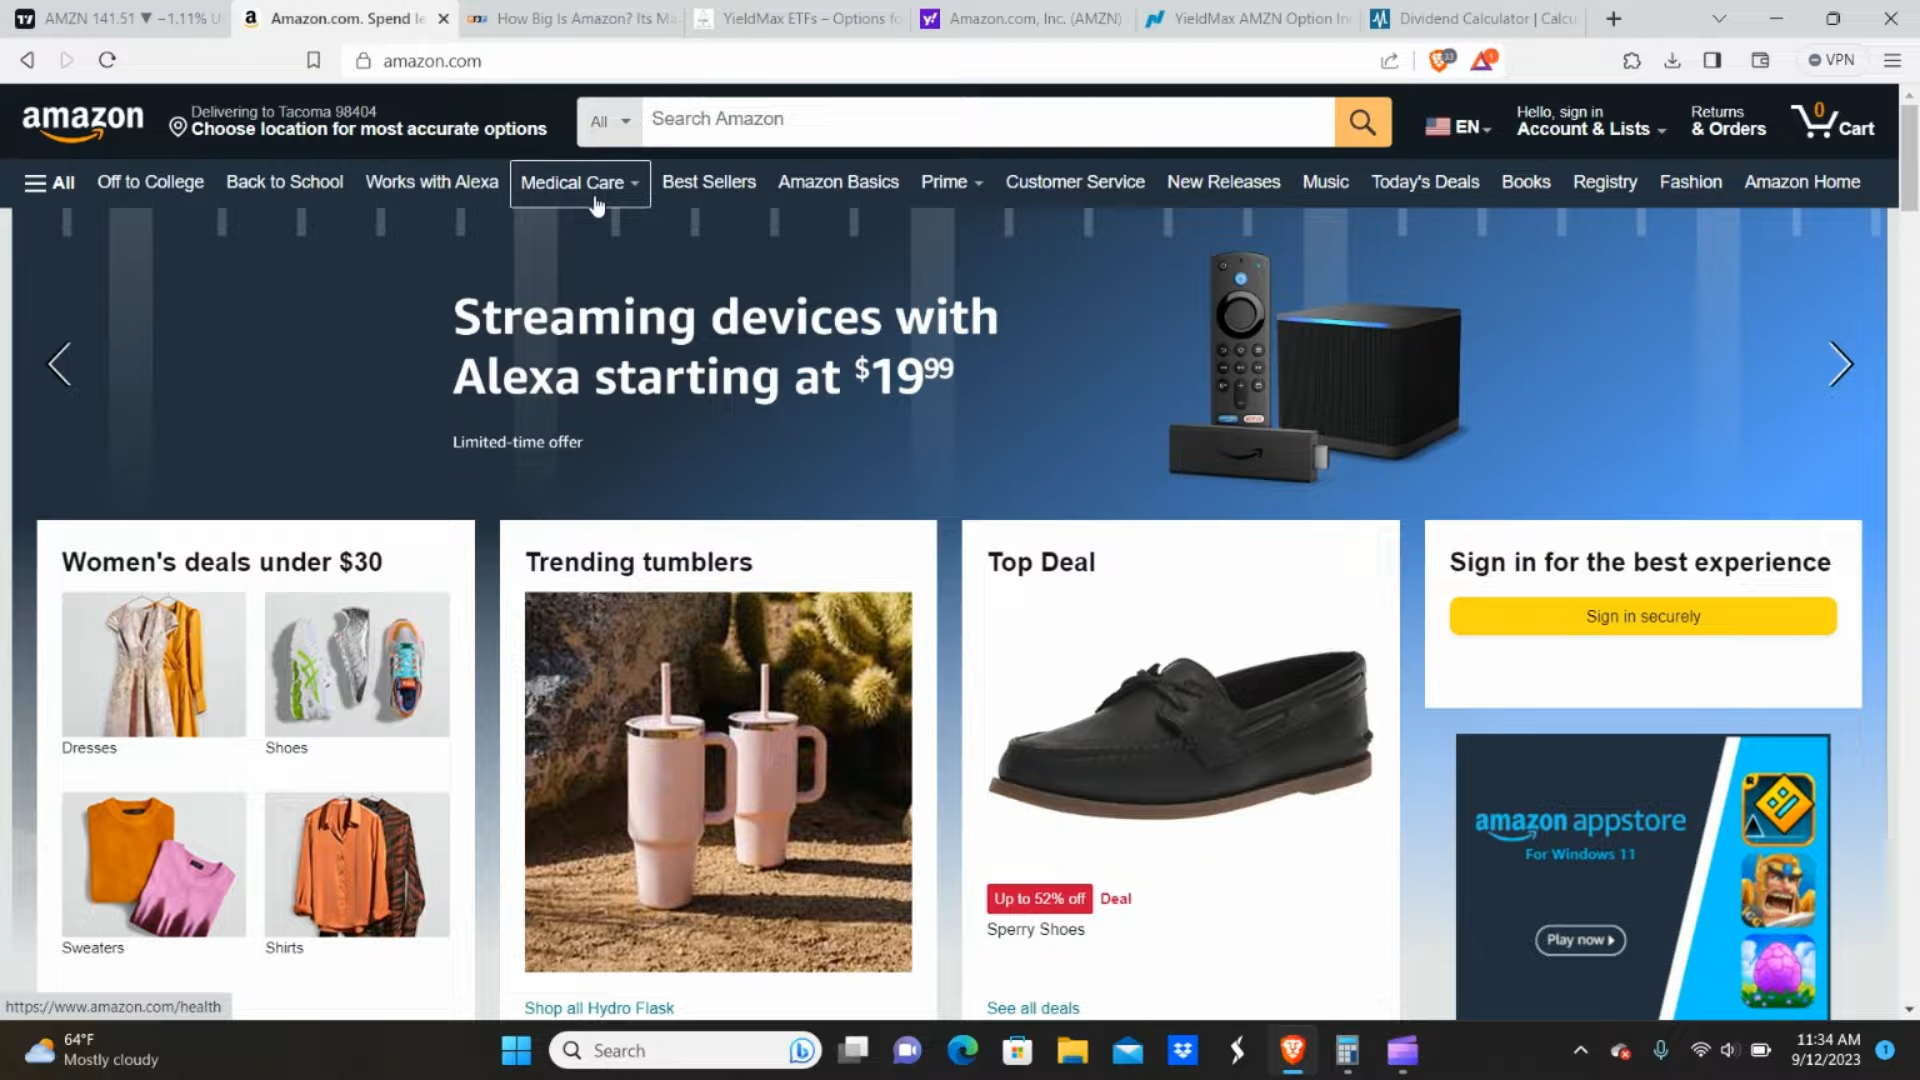 AMZN 141.51 ▼ −1.11% U
Amazon.com. Spend le
How Big Is Amazon? Its Ma
YieldMax ETFs – Options fo
Amazon.com, Inc. (AMZN)
YieldMax AMZN Option In
Dividend Calculator | Calcu
amazon.com
33
1
VPN
amazon
Delivering to Tacoma 98404
Choose location for most accurate options
All
Search Amazon
EN
Hello, sign in
Account & Lists
Returns
& Orders
0
Cart
All
Off to College
Back to School
Works with Alexa
Medical Care
Best Sellers
Amazon Basics
Prime
Customer Service
New Releases
Music
Today's Deals
Books
Registry
Fashion
Amazon Home
Streaming devices with
Alexa starting at $1999
Limited-time offer
Women's deals under $30
Dresses
Shoes
Sweaters
Shirts
Trending tumblers
Shop all Hydro Flask
Top Deal
Up to 52% off
Deal
Sperry Shoes
See all deals
Sign in for the best experience
Sign in securely
amazon appstore
For Windows 11
Play now
https://www.amazon.com/health
64°F
Mostly cloudy
Search
11:34 AM
9/12/2023
1